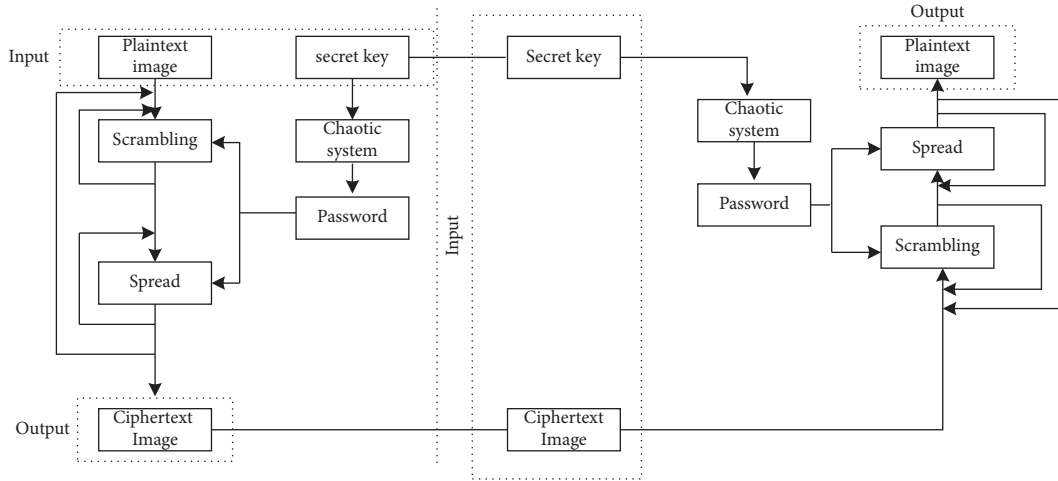 Input
Plaintext
image
secret key
Scrambling
Chaotic
system
Password
Spread
Output
Ciphertext
Image
Input
Secret key
Ciphertext
Image
Chaotic
system
Password
Output
Plaintext
image
Spread
Scrambling